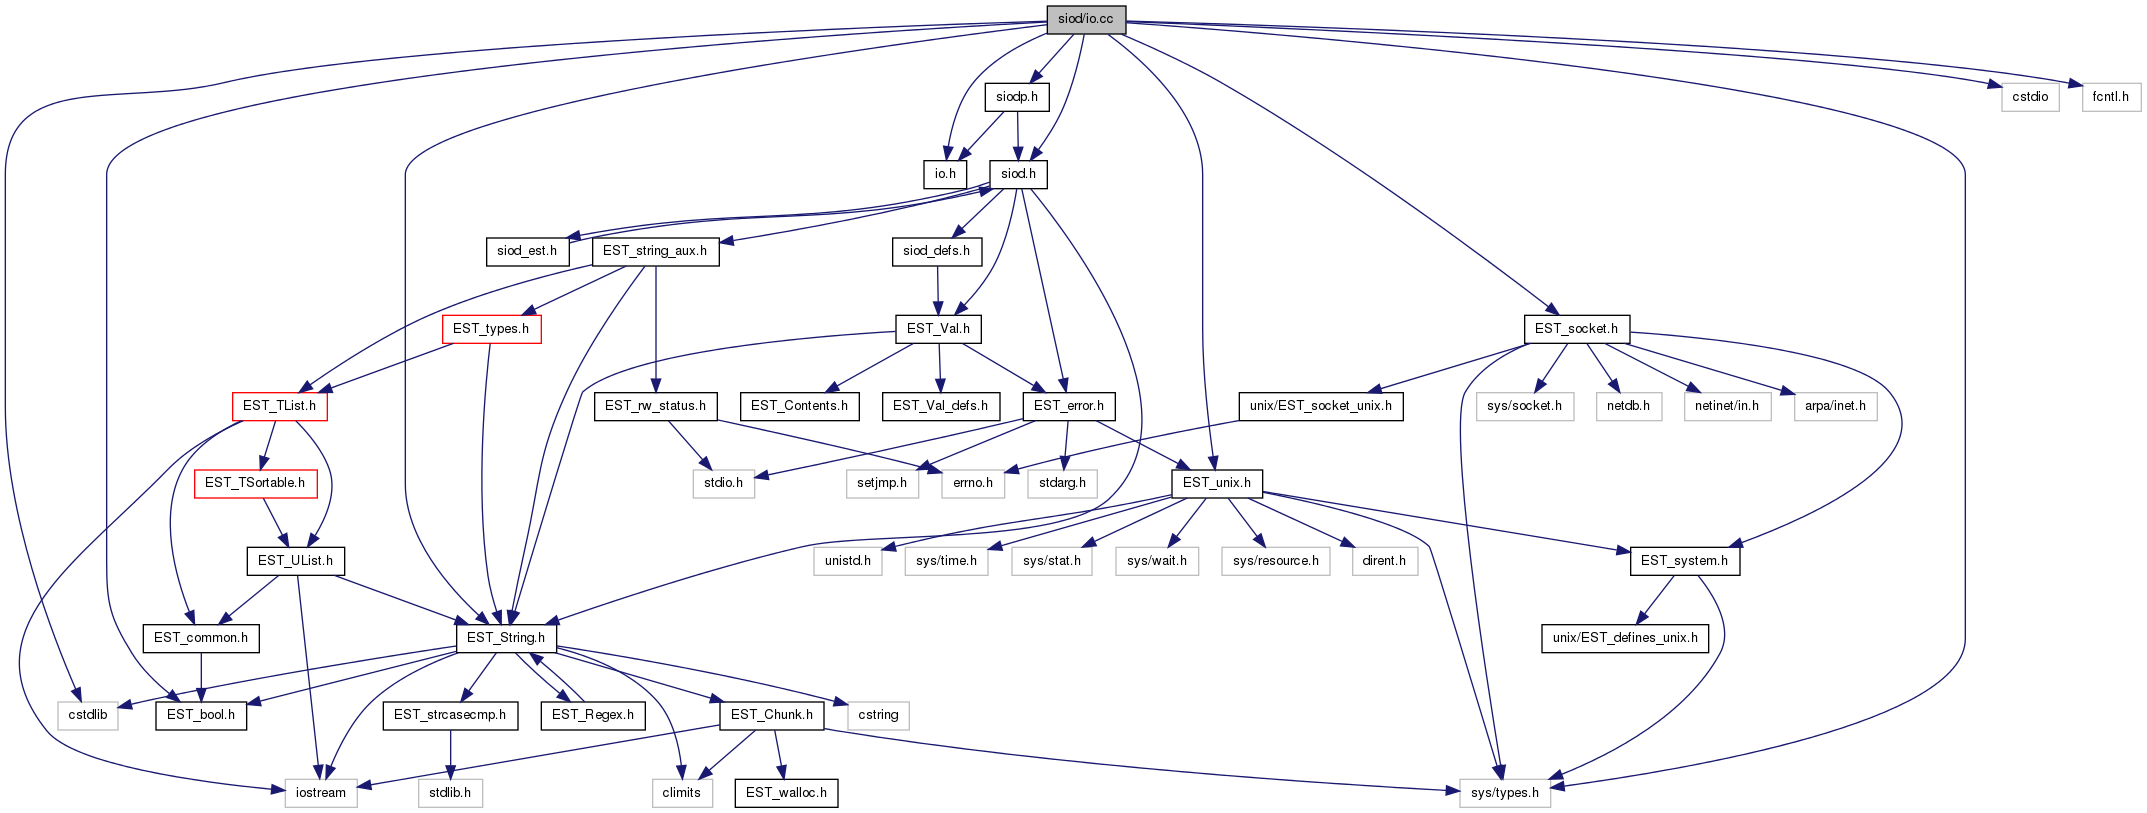 siod/io.cc
siodp.h
cstdio
fcntl.h
io.h
siod.h
siod_est.h
EST_string_aux.h
siod_defs.h
EST_types.h
EST_Val.h
EST_socket.h
EST_TList.h
EST_rw_status.h
EST_Contents.h
EST_Val_defs.h
EST_error.h
unix/EST_socket_unix.h
sys/socket.h
netdb.h
netinet/in.h
arpa/inet.h
EST_TSortable.h
stdio.h
setjmp.h
errno.h
stdarg.h
EST_unix.h
EST_UList.h
unistd.h
sys/time.h
sys/stat.h
sys/wait.h
sys/resource.h
dirent.h
EST_system.h
EST_common.h
EST_String.h
unix/EST_defines_unix.h
cstdlib
EST_bool.h
EST_strcasecmp.h
EST_Regex.h
EST_Chunk.h
cstring
iostream
stdlib.h
climits
EST_walloc.h
sys/types.h